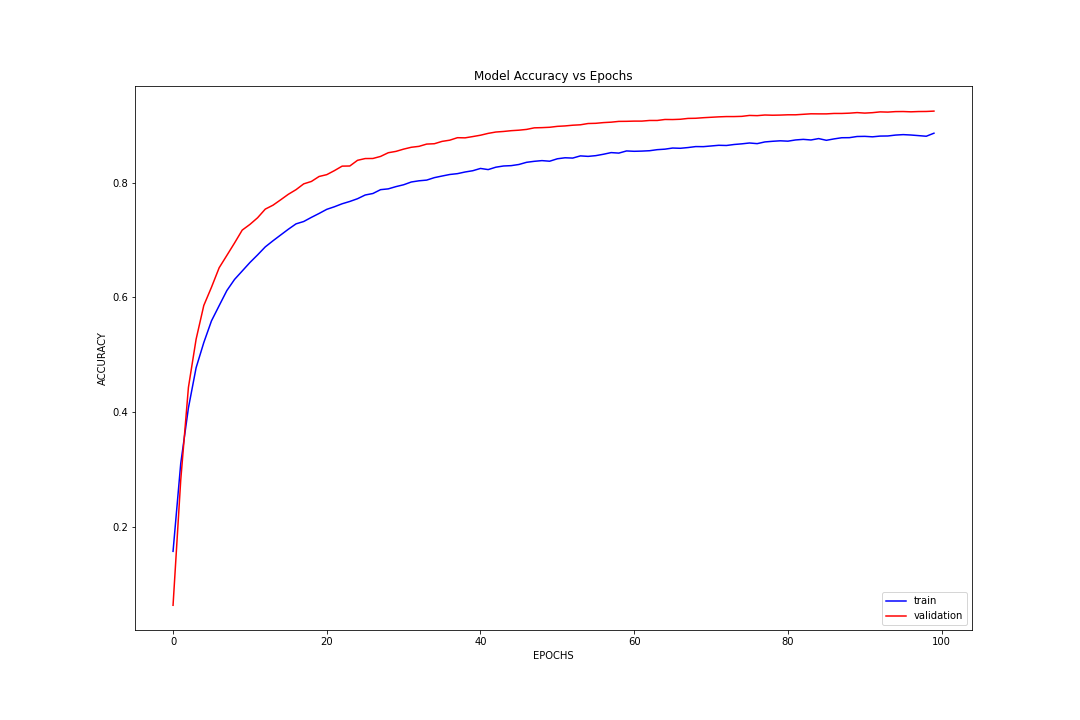 Model Accuracy vs Epochs
ACCURACY
0.8
0.6
0.4
0.2
0 20 40 60 80 100
EPOCHS
train
validation